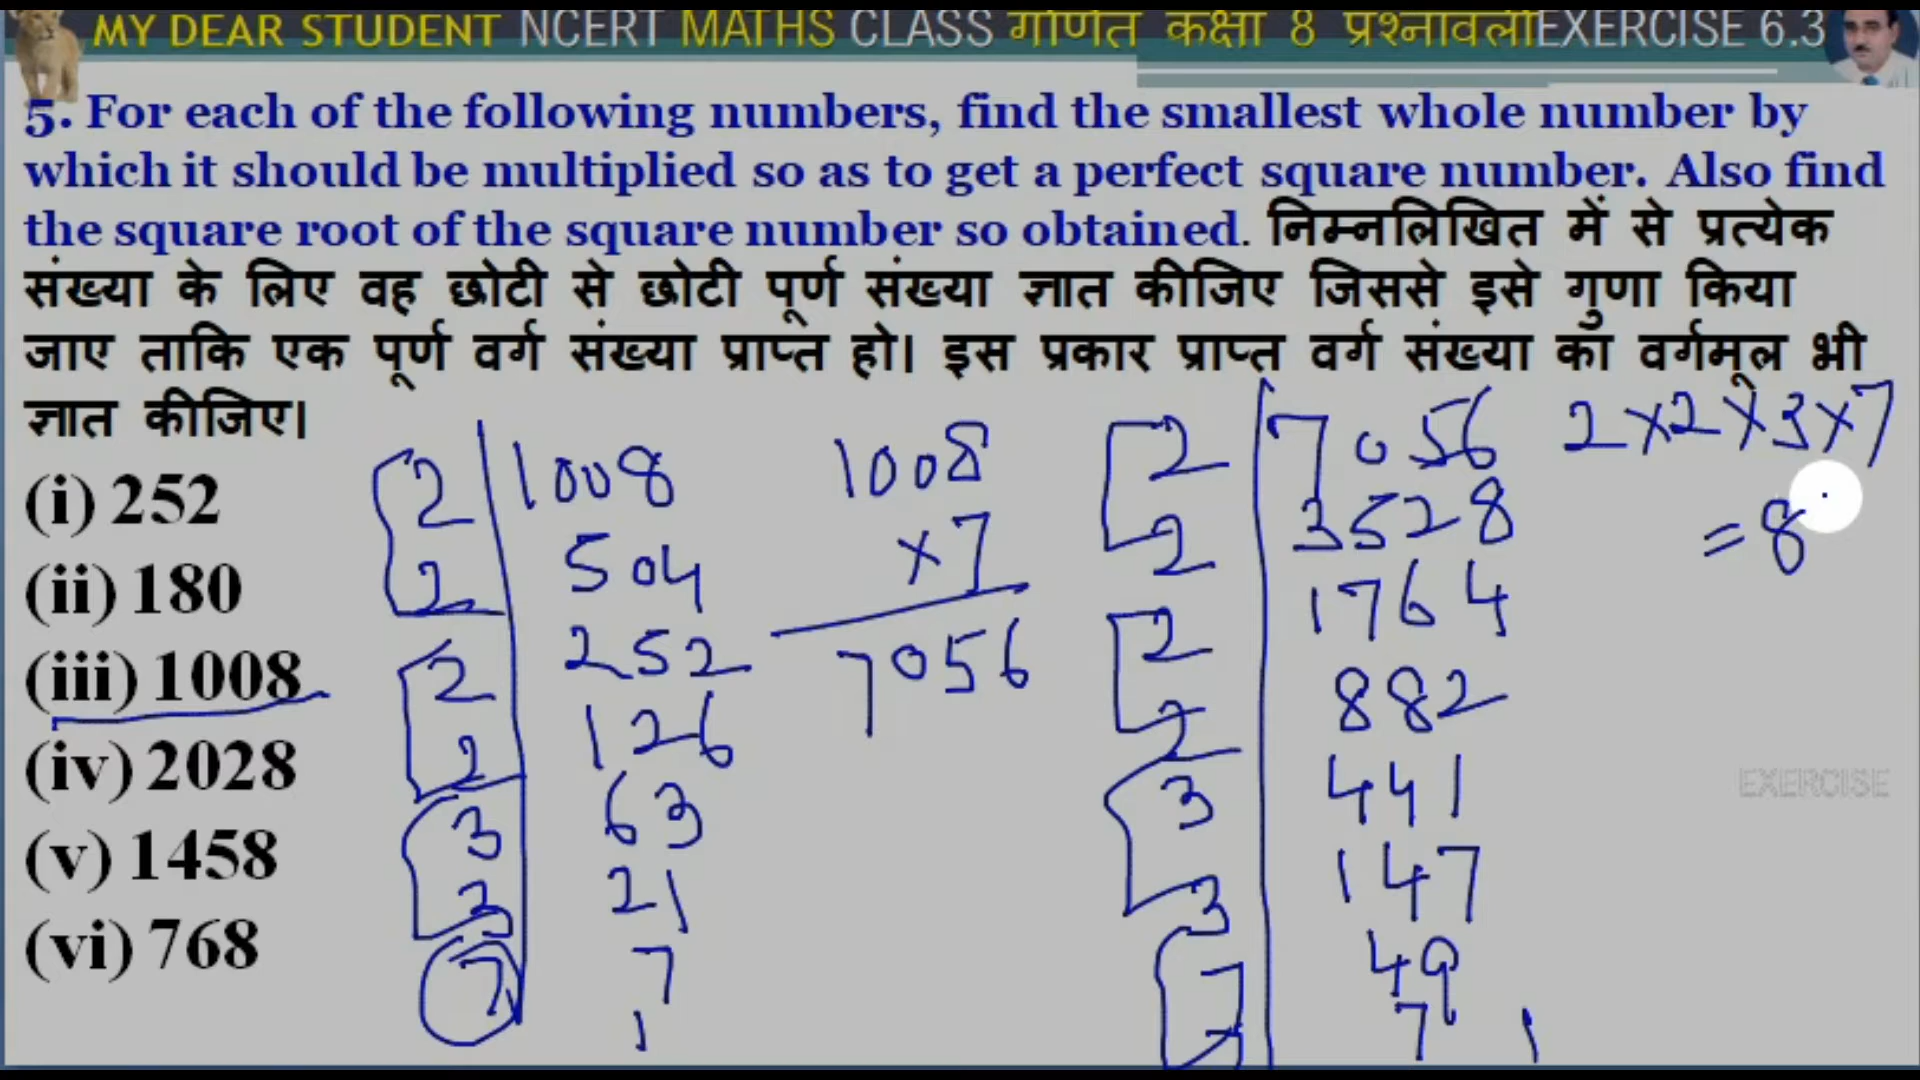 MY DEAR STUDENT NCERT MATHS CLASS गणित कक्षा 8 प्रश्नावली EXERCISE 6.3
5. For each of the following numbers, find the smallest whole number by
which it should be multiplied so as to get a perfect square number. Also find
the square root of the square number so obtained. निम्नलिखित में से प्रत्येक
संख्या के लिए वह छोटी से छोटी पूर्ण संख्या ज्ञात कीजिए जिससे इसे गुणा किया
जाए ताकि एक पूर्ण वर्ग संख्या प्राप्त हो। इस प्रकार प्राप्त वर्ग संख्या का वर्गमूल भी
ज्ञात कीजिए।
(i) 252
(ii) 180
(iii) 1008
(iv) 2028
(v) 1458
(vi) 768
2 1008
2 504
2 252
2 126
3 63
3 21
7 7
1
1008
×7
7056
2 7056
2 3528
2 1764
2 882
3 441
3 147
7 49
7 7
1
2×2×3×7
=8
EXERCISE